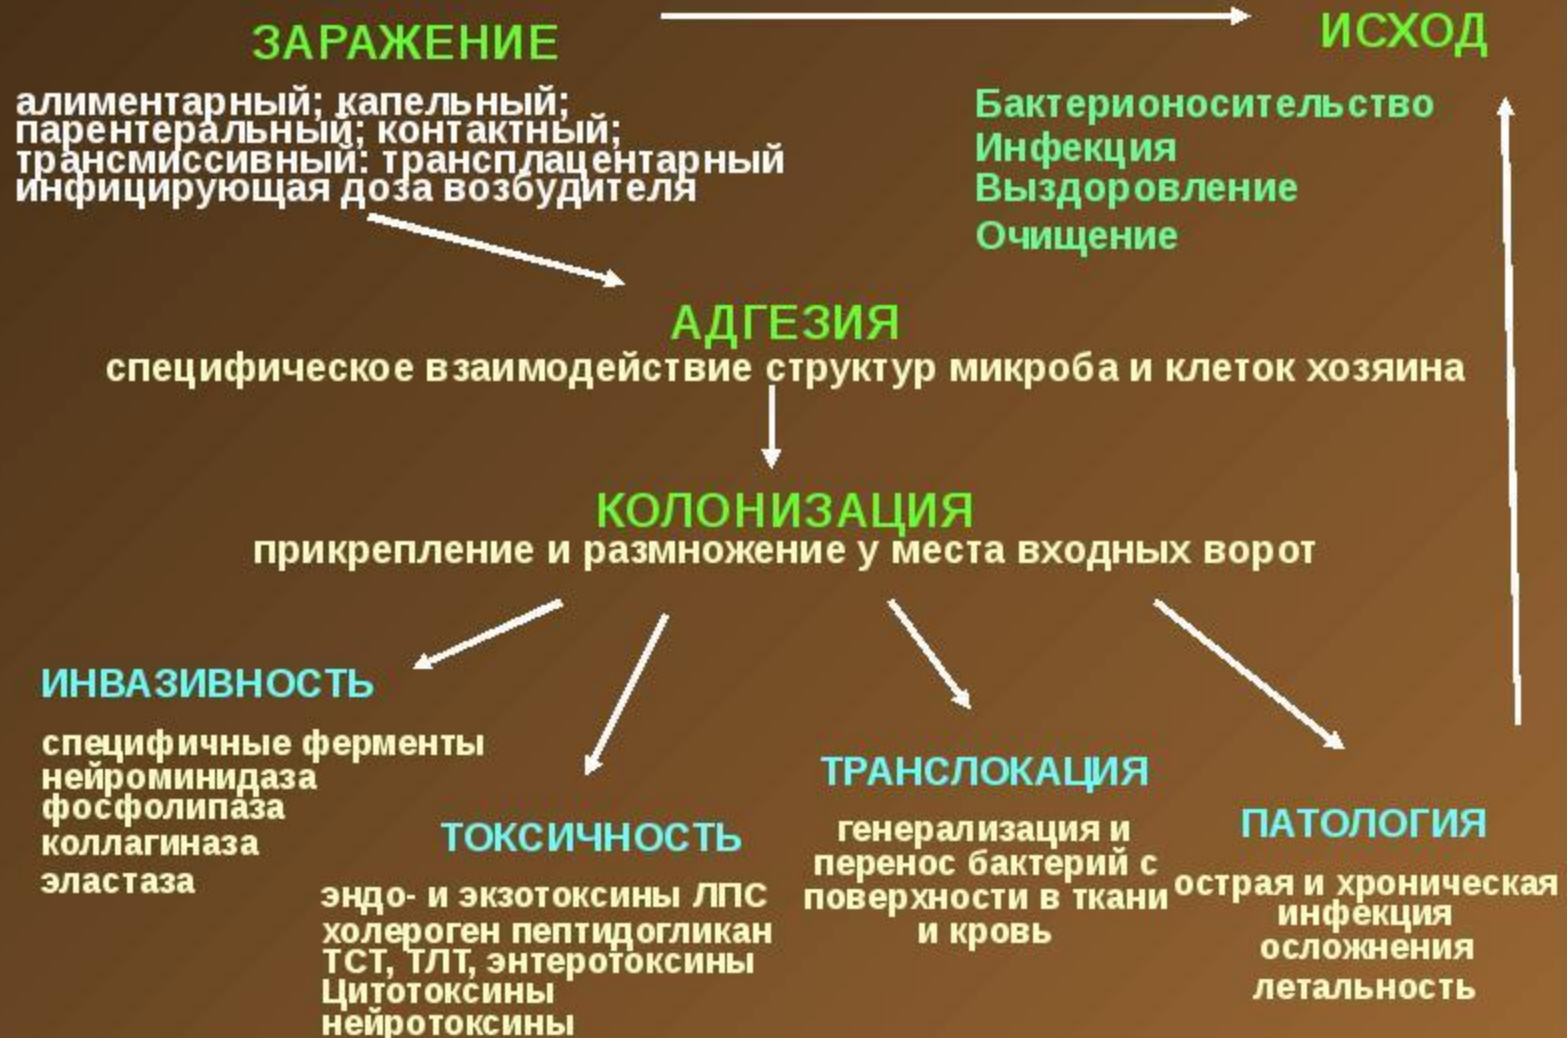 ЗАРАЖЕНИЕ
алиментарный; капельный;
парентеральный; контактный;
трансмиссивный: трансплацентарный
инфицирующая доза возбудителя
ИСХОД
Бактерионосительство
Инфекция
Выздоровление
Очищение
АДГЕЗИЯ
специфическое взаимодействие структур микроба и клеток хозяина
КОЛОНИЗАЦИЯ
прикрепление и размножение у места входных ворот
ИНВАЗИВНОСТЬ
специфичные ферменты
нейроминидаза
фосфолипаза
коллагиназа
эластаза
ТОКСИЧНОСТЬ
эндо- и экзотоксины ЛПС
холероген пептидогликан
ТСТ, ТЛТ, энтеротоксины
Цитотоксины
нейротоксины
ТРАНСЛОКАЦИЯ
генерализация и
перенос бактерий с
поверхности в ткани
и кровь
ПАТОЛОГИЯ
острая и хроническая
инфекция
осложнения
летальность